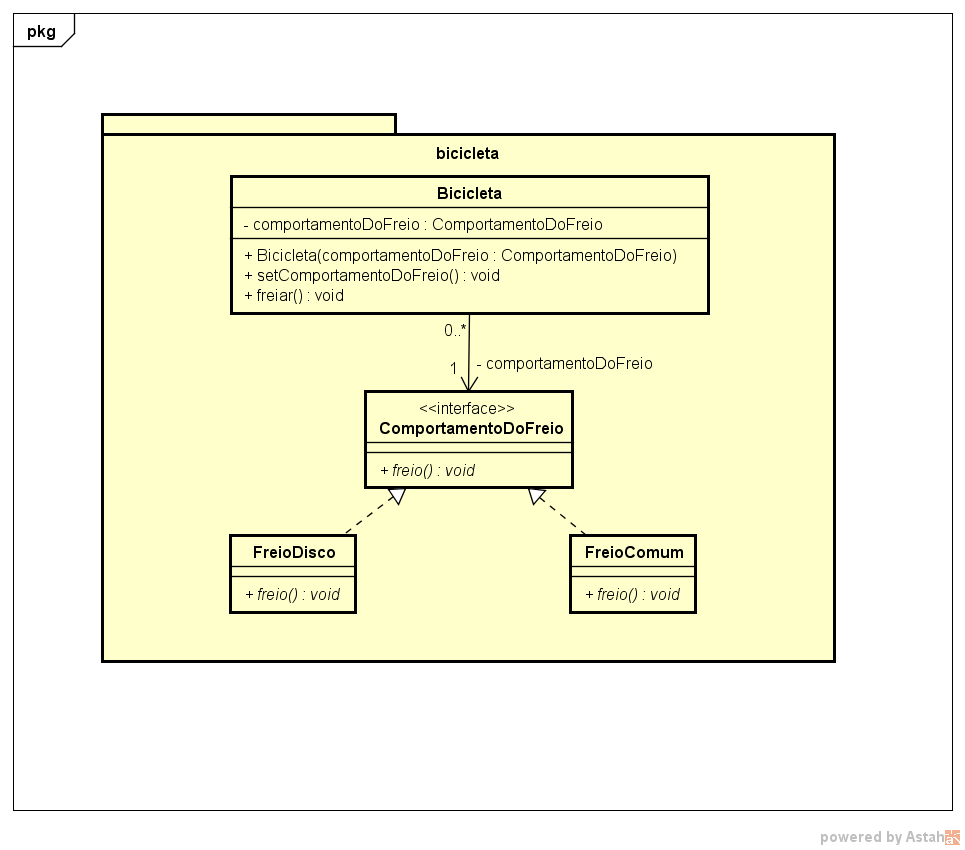 pkg
bicicleta
Bicicleta
- comportamentoDoFreio : ComportamentoDoFreio
+ Bicicleta(comportamentoDoFreio : ComportamentoDoFreio)
+ setComportamentoDoFreio() : void
+ freiar() : void
0..*
1
- comportamentoDoFreio
<<interface>>
ComportamentoDoFreio
+ freio() : void
FreioDisco
+ freio() : void
FreioComum
+ freio() : void
powered by Astah